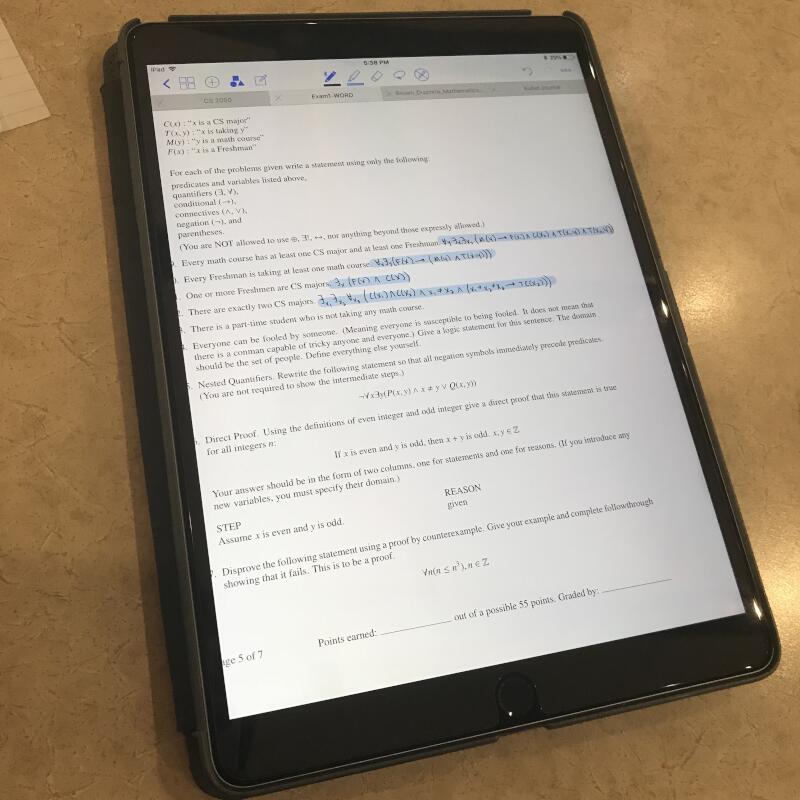 iPad
5:38 PM
CS 2050
Exam1-WORD
Bullet Journal
C(x) : "x is a CS major"
T(x, y) : "x is taking y"
M(y) : "y is a math course"
F(x) : "x is a Freshman"
For each of the problems given write a statement using only the following:
predicates and variables listed above,
quantifiers (∃, ∀),
conditional (→),
connectives (∧, ∨),
negation (¬), and
parentheses.
(You are NOT allowed to use ⊕, ∃!, ↔, nor anything beyond those expressly allowed.)
Every math course has at least one CS major and at least one Freshman.
Every Freshman is taking at least one math course.
One or more Freshmen are CS majors. ∃x (F(x) ∧ C(x))
There are exactly two CS majors.
There is a part-time student who is not taking any math course.
Everyone can be fooled by someone. (Meaning everyone is susceptible to being fooled. It does not mean that
there is a conman capable of tricky anyone and everyone.) Give a logic statement for this sentence. The domain
should be the set of people. Define everything else yourself.
Nested Quantifiers. Rewrite the following statement so that all negation symbols immediately precede predicates.
(You are not required to show the intermediate steps.)
¬∀x∃y(P(x, y) ∧ x ≠ y ∨ Q(x, y))
Direct Proof. Using the definitions of even integer and odd integer give a direct proof that this statement is true
for all integers n:
If x is even and y is odd, then x + y is odd. x, y ∈ ℤ
Your answer should be in the form of two columns, one for statements and one for reasons. (If you introduce any
new variables, you must specify their domain.)
STEP REASON
Assume x is even and y is odd. given
Disprove the following statement using a proof by counterexample. Give your example and complete followthrough
showing that it fails. This is to be a proof.
∀n(n ≤ n³), n ∈ ℤ
Points earned: ____________ out of a possible 55 points. Graded by: ____________
ge 5 of 7